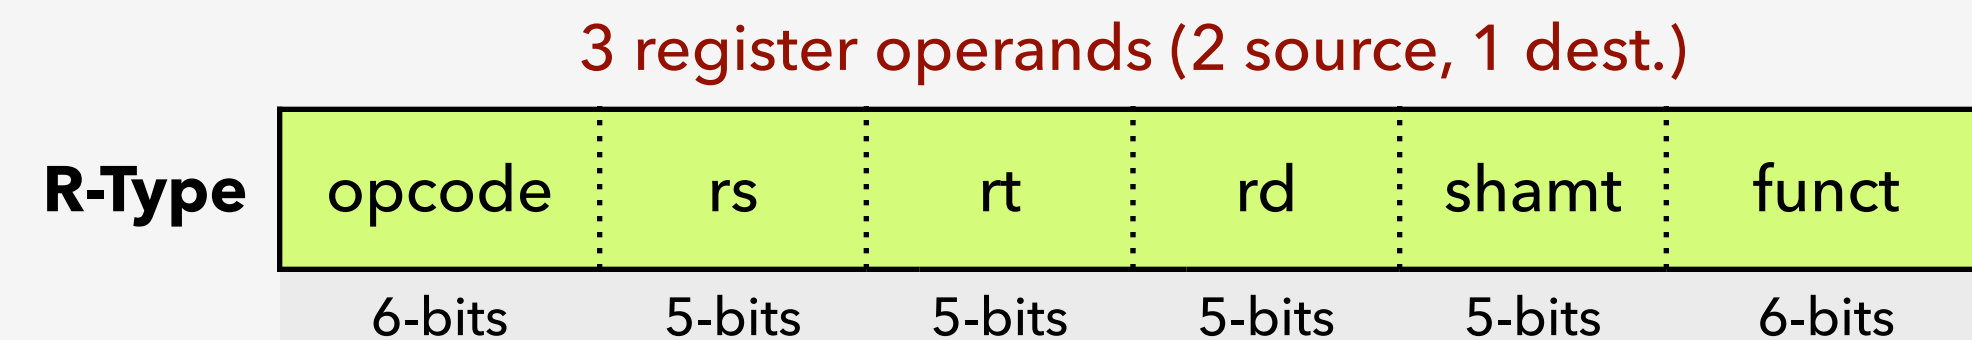 3 register operands (2 source, 1 dest.)
R-Type opcode rs rt rd shamt funct
6-bits 5-bits 5-bits 5-bits 5-bits 6-bits